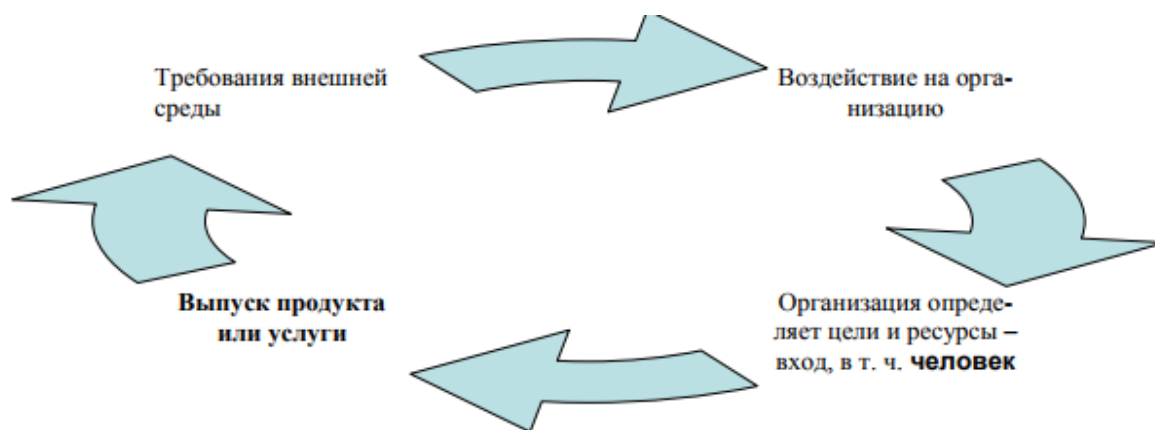 Требования внешней
среды
Воздействие на орга-
низацию
Организация опреде-
ляет цели и ресурсы –
вход, в т. ч. человек
Выпуск продукта
или услуги